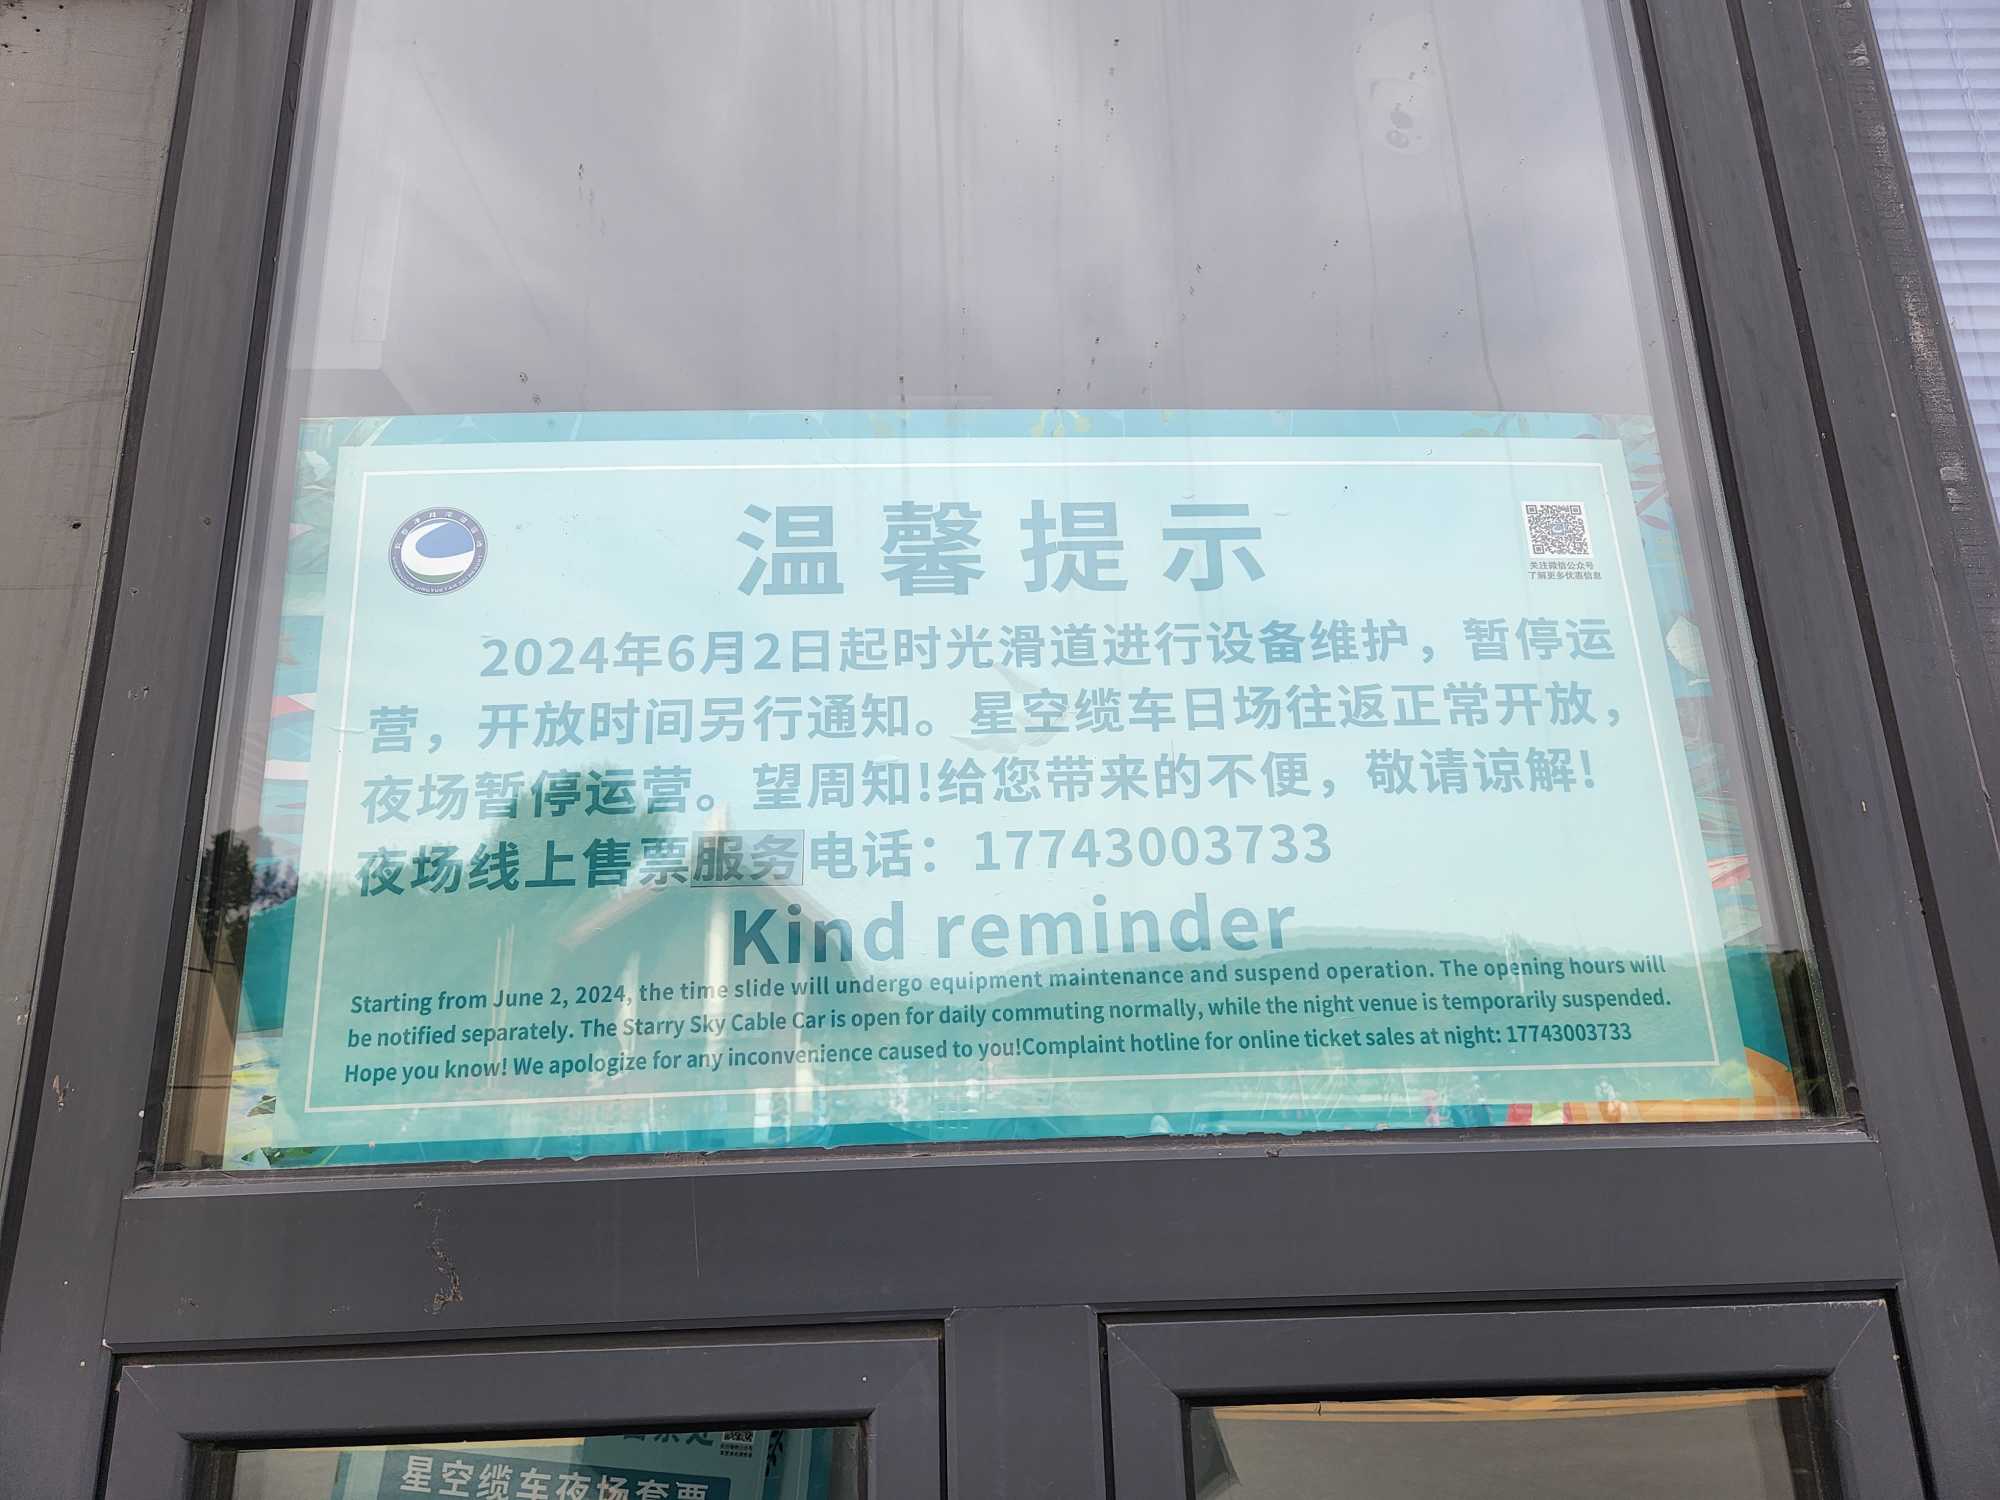 温馨提示
关注微信公众号
了解更多优惠信息
2024年6月2日起时光滑道进行设备维护，暂停运
营，开放时间另行通知。星空缆车日场往返正常开放，
夜场暂停运营。望周知!给您带来的不便，敬请谅解!
夜场线上售票服务电话：17743003733
Kind reminder
Starting from June 2, 2024, the time slide will undergo equipment maintenance and suspend operation. The opening hours will
be notified separately. The Starry Sky Cable Car is open for daily commuting normally, while the night venue is temporarily suspended.
Hope you know! We apologize for any inconvenience caused to you!Complaint hotline for online ticket sales at night: 17743003733
星空缆车夜场套票